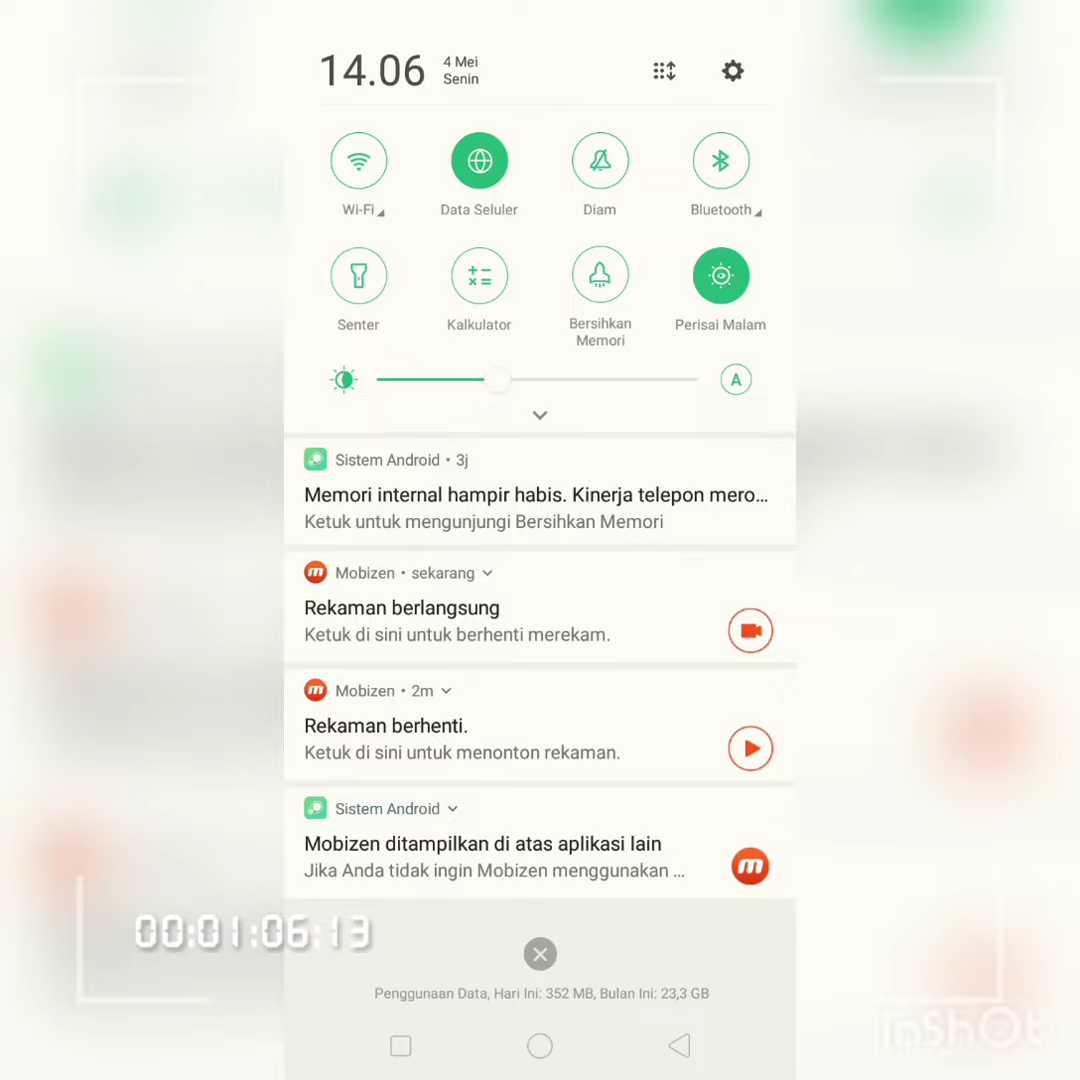 14.06
4 Mei
Senin
Wi-Fi
Data Seluler
Diam
Bluetooth
Senter
Kalkulator
Bersihkan
Memori
Perisai Malam
A
Sistem Android • 3j
Memori internal hampir habis. Kinerja telepon mero...
Ketuk untuk mengunjungi Bersihkan Memori
Mobizen • sekarang
Rekaman berlangsung
Ketuk di sini untuk berhenti merekam.
Mobizen • 2m
Rekaman berhenti.
Ketuk di sini untuk menonton rekaman.
Sistem Android
Mobizen ditampilkan di atas aplikasi lain
Jika Anda tidak ingin Mobizen menggunakan ...
00:01:06:13
Penggunaan Data, Hari Ini: 352 MB, Bulan Ini: 23,3 GB
InShOt